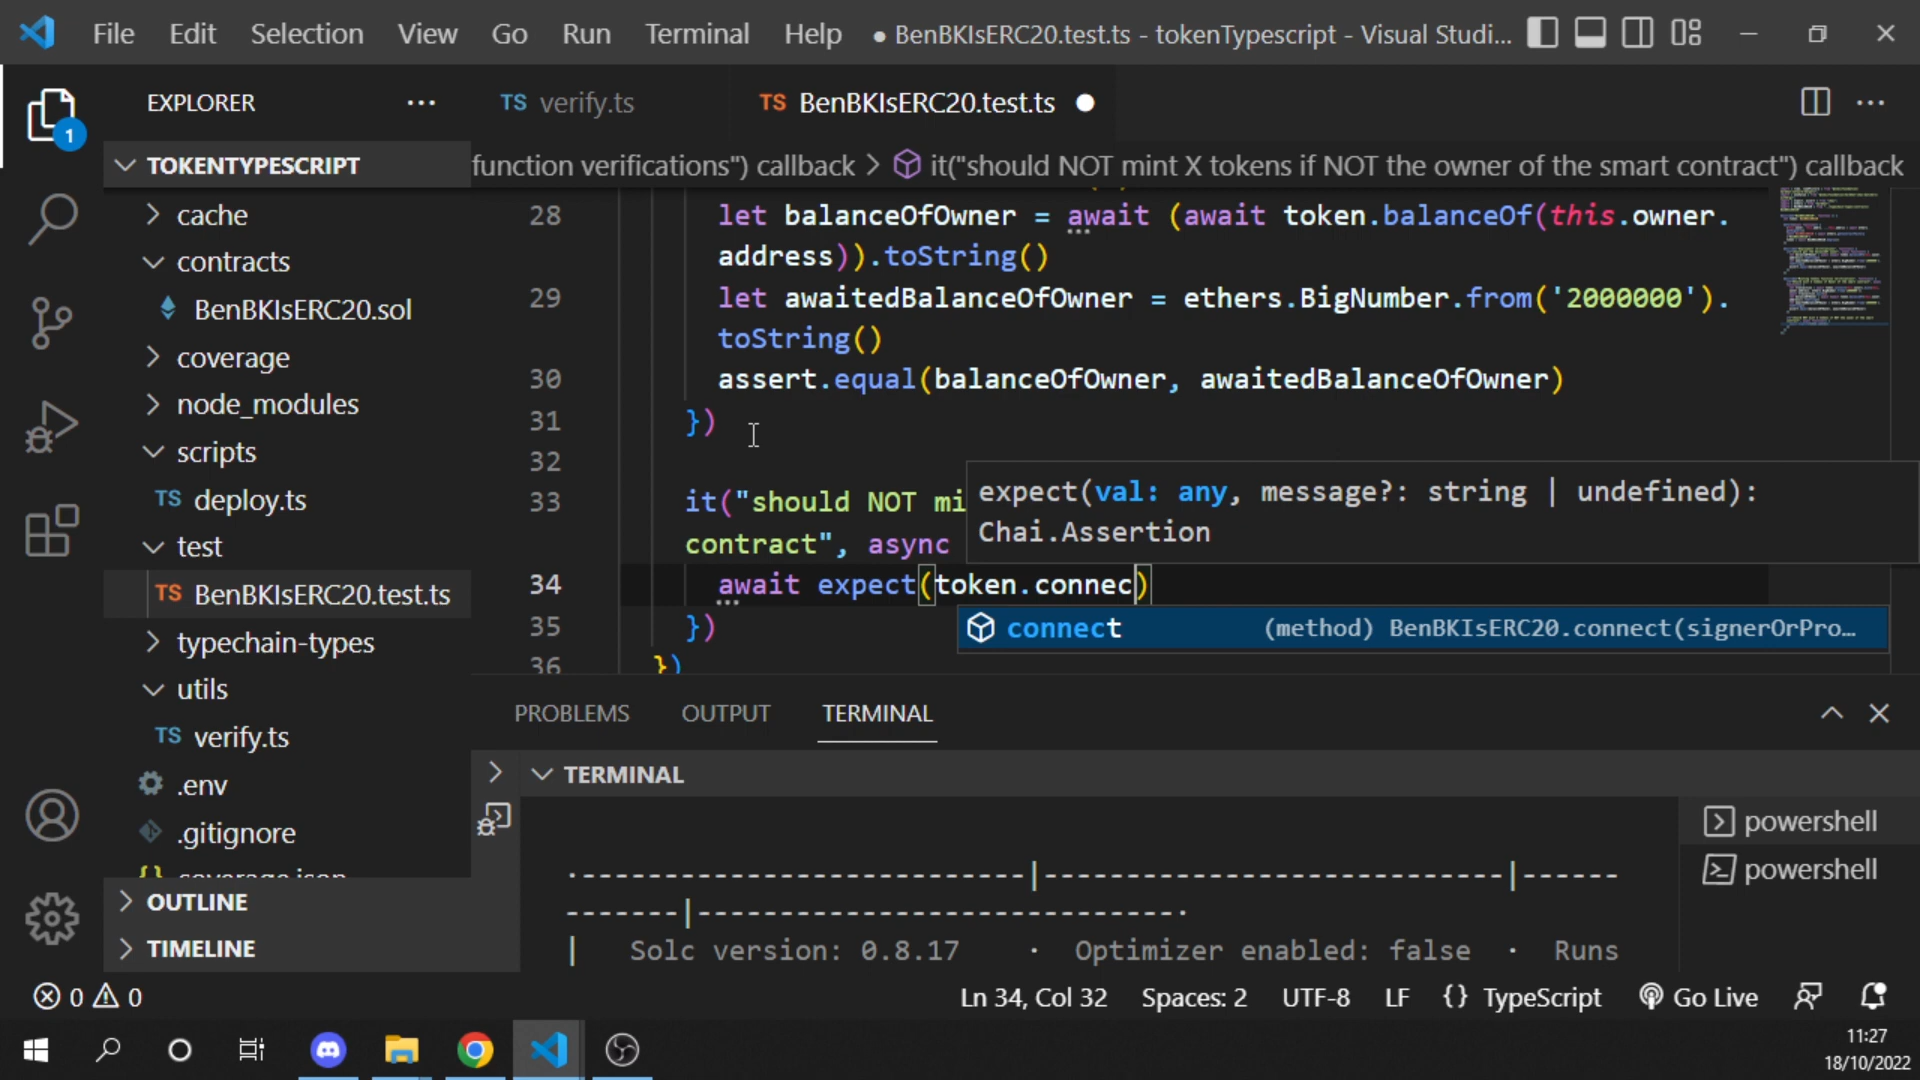 File Edit Selection View Go Run Terminal Help ● BenBKIsERC20.test.ts - tokenTypescript - Visual Studi...
EXPLORER ... TS verify.ts TS BenBKIsERC20.test.ts ● ...
1
TOKENTYPESCRIPT function verifications") callback > it("should NOT mint X tokens if NOT the owner of the smart contract") callback
cache
contracts
BenBKIsERC20.sol
coverage
node_modules
scripts
TS deploy.ts
test
TS BenBKIsERC20.test.ts
typechain-types
utils
TS verify.ts
.env
.gitignore
coverage.json
OUTLINE
TIMELINE
28 let balanceOfOwner = await (await token.balanceOf(this.owner.
address)).toString()
29 let awaitedBalanceOfOwner = ethers.BigNumber.from('2000000').
toString()
30 assert.equal(balanceOfOwner, awaitedBalanceOfOwner)
31 })
32
33 it("should NOT mi
contract", async
expect(val: any, message?: string | undefined):
Chai.Assertion
34 await expect(token.connec)
connect (method) BenBKIsERC20.connect(signerOrPro...
35 })
36 })
PROBLEMS OUTPUT TERMINAL
TERMINAL
·----------------------------|----------------------------|------
-------|-----------------------------·
| Solc version: 0.8.17 · Optimizer enabled: false · Runs
powershell
powershell
0 0 Ln 34, Col 32 Spaces: 2 UTF-8 LF {} TypeScript Go Live
11:27
18/10/2022